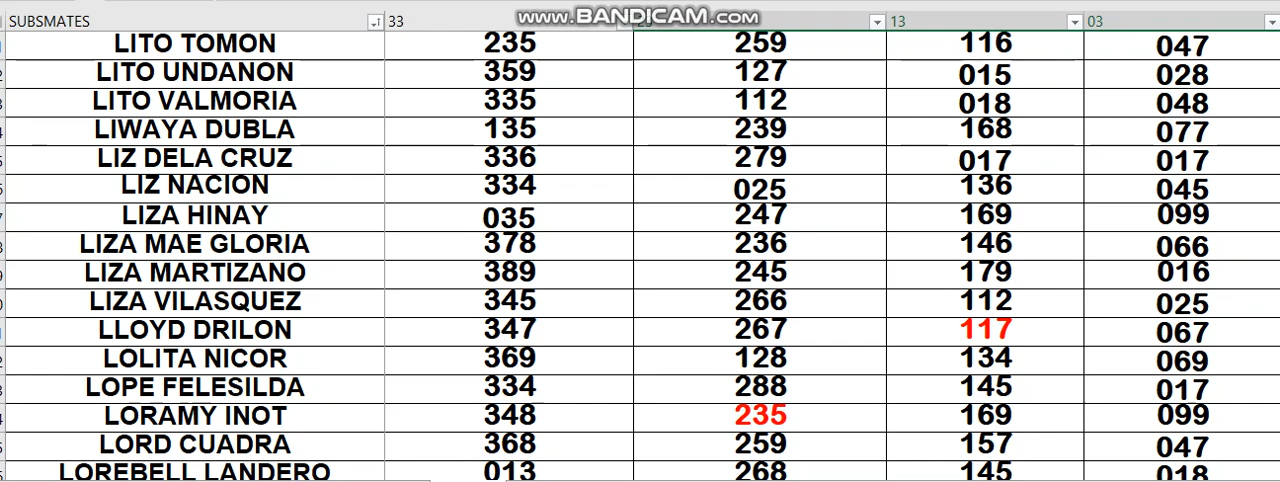 www.BANDICAM.com
SUBSMATES 33 13 03
LITO TOMON 235 259 116 047
LITO UNDANON 359 127 015 028
LITO VALMORIA 335 112 018 048
LIWAYA DUBLA 135 239 168 077
LIZ DELA CRUZ 336 279 017 017
LIZ NACION 334 025 136 045
LIZA HINAY 035 247 169 099
LIZA MAE GLORIA 378 236 146 066
LIZA MARTIZANO 389 245 179 016
LIZA VILASQUEZ 345 266 112 025
LLOYD DRILON 347 267 117 067
LOLITA NICOR 369 128 134 069
LOPE FELESILDA 334 288 145 017
LORAMY INOT 348 235 169 099
LORD CUADRA 368 259 157 047
LOREBELL LANDERO 013 268 145 018